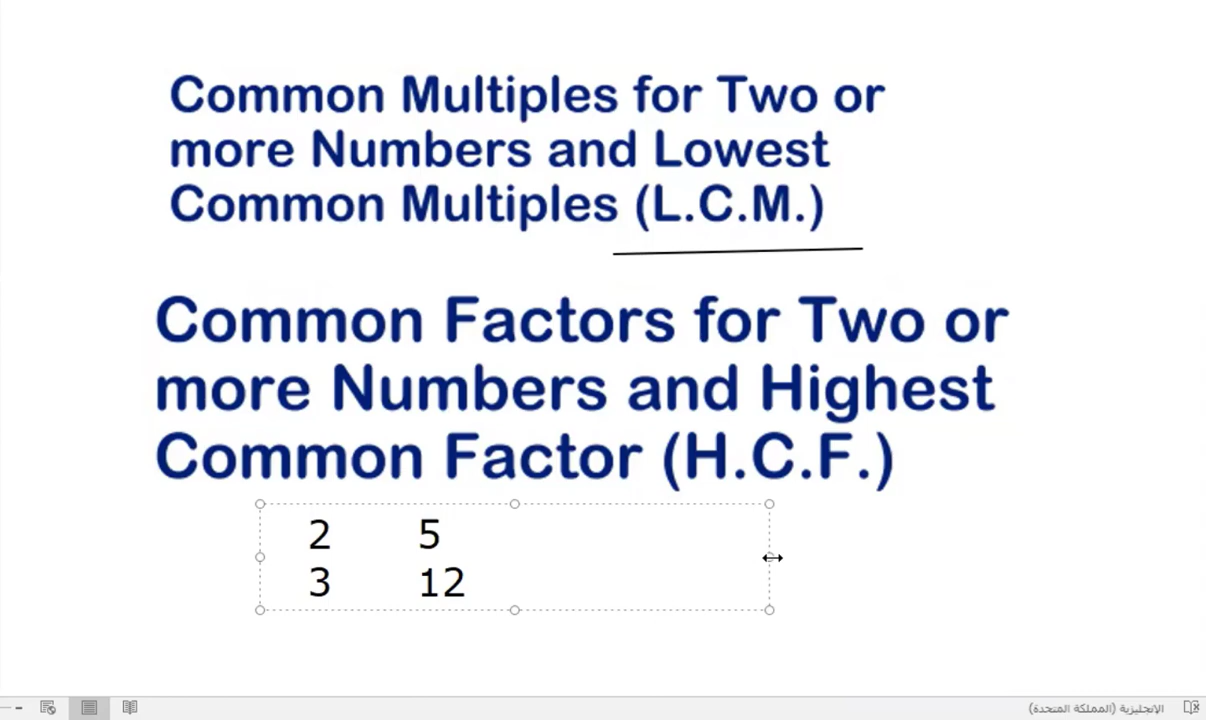 Common Multiples for Two or
more Numbers and Lowest
Common Multiples (L.C.M.)
Common Factors for Two or
more Numbers and Highest
Common Factor (H.C.F.)
2 5
3 12
الإنجليزية (المملكة المتحدة)